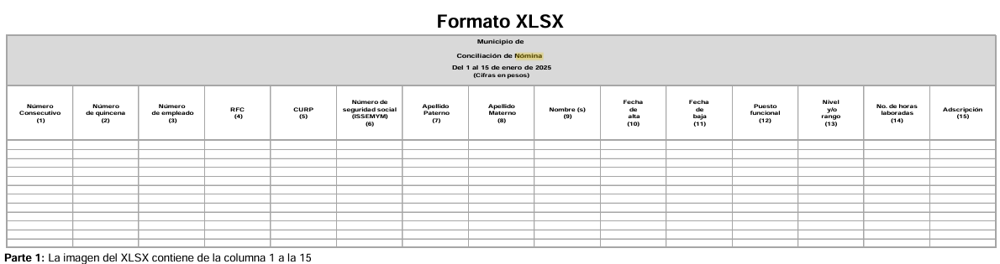 Formato XLSX
Municipio de
Conciliación de Nómina
Del 1 al 15 de enero de 2025
(Cifras en pesos)
Número
Consecutivo
(1)
Número
de quincena
(2)
Número
de empleado
(3)
RFC
(4)
CURP
(5)
Número de
seguridad social
(ISSEMYM)
(6)
Apellido
Paterno
(7)
Apellido
Materno
(8)
Nombre (s)
(9)
Fecha
de
alta
(10)
Fecha
de
baja
(11)
Puesto
funcional
(12)
Nivel
y/o
rango
(13)
No. de horas
laboradas
(14)
Adscripción
(15)
Parte 1: La imagen del XLSX contiene de la columna 1 a la 15